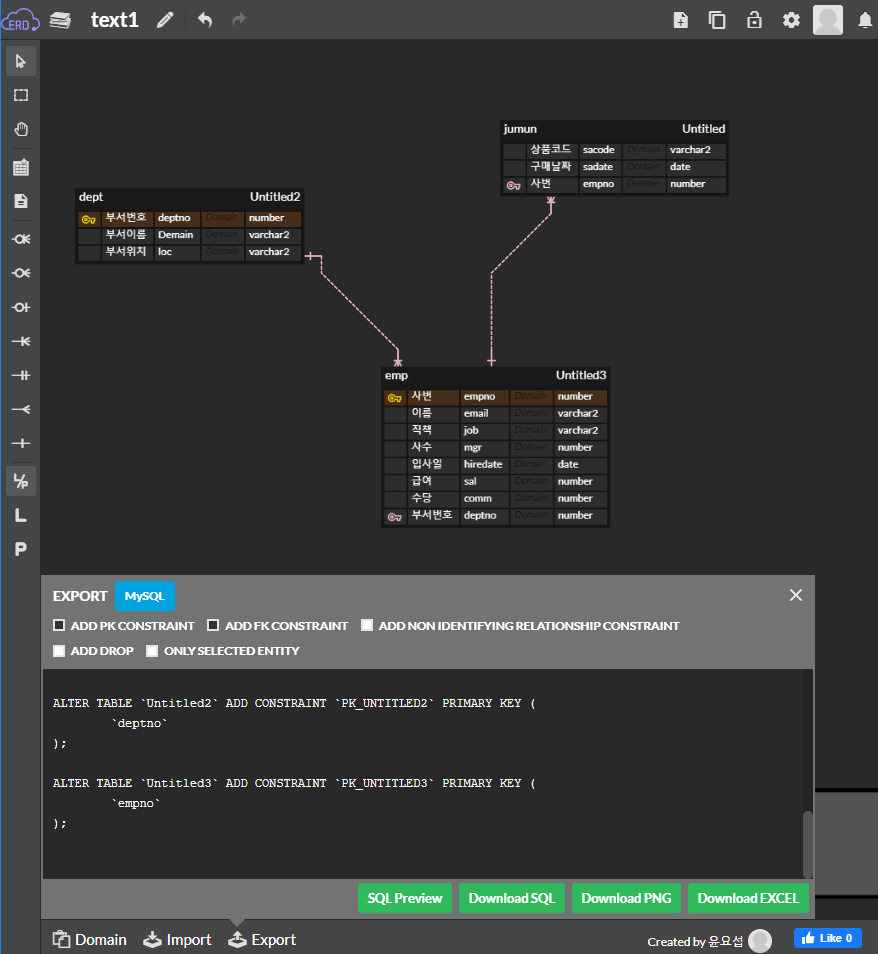 ERD text1
jumun Untitled
상품코드 sacode Domain varchar2
구매날짜 sadate Domain date
사번 empno Domain number
dept Untitled2
부서번호 deptno Domain number
부서이름 Demain Domain varchar2
부서위치 loc Domain varchar2
emp Untitled3
사번 empno Domain number
이름 email Domain varchar2
직책 job Domain varchar2
사수 mgr Domain number
입사일 hiredate Domain date
급여 sal Domain number
수당 comm Domain number
부서번호 deptno Domain number
L/P
L
P
EXPORT MySQL
ADD PK CONSTRAINT ADD FK CONSTRAINT ADD NON IDENTIFYING RELATIONSHIP CONSTRAINT
ADD DROP ONLY SELECTED ENTITY
ALTER TABLE `Untitled2` ADD CONSTRAINT `PK_UNTITLED2` PRIMARY KEY (
`deptno`
);
ALTER TABLE `Untitled3` ADD CONSTRAINT `PK_UNTITLED3` PRIMARY KEY (
`empno`
);
SQL Preview Download SQL Download PNG Download EXCEL
Domain Import Export Created by 윤요섭 Like 0